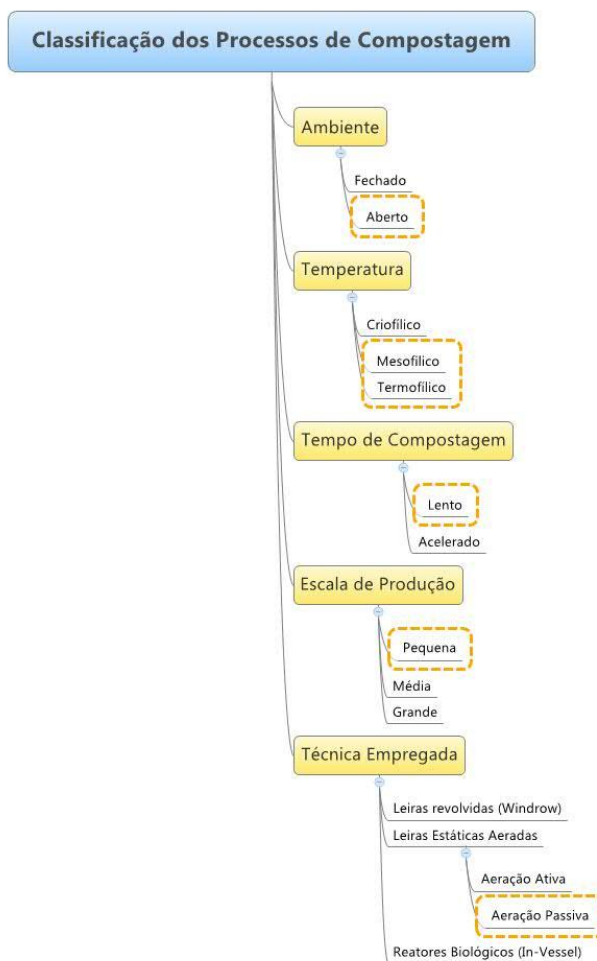 Classificação dos Processos de Compostagem
Ambiente
Fechado
Aberto
Temperatura
Criofílico
Mesofilico
Termofílico
Tempo de Compostagem
Lento
Acelerado
Escala de Produção
Pequena
Média
Grande
Técnica Empregada
Leiras revolvidas (Windrow)
Leiras Estáticas Aeradas
Aeração Ativa
Aeração Passiva
Reatores Biológicos (In-Vessel)